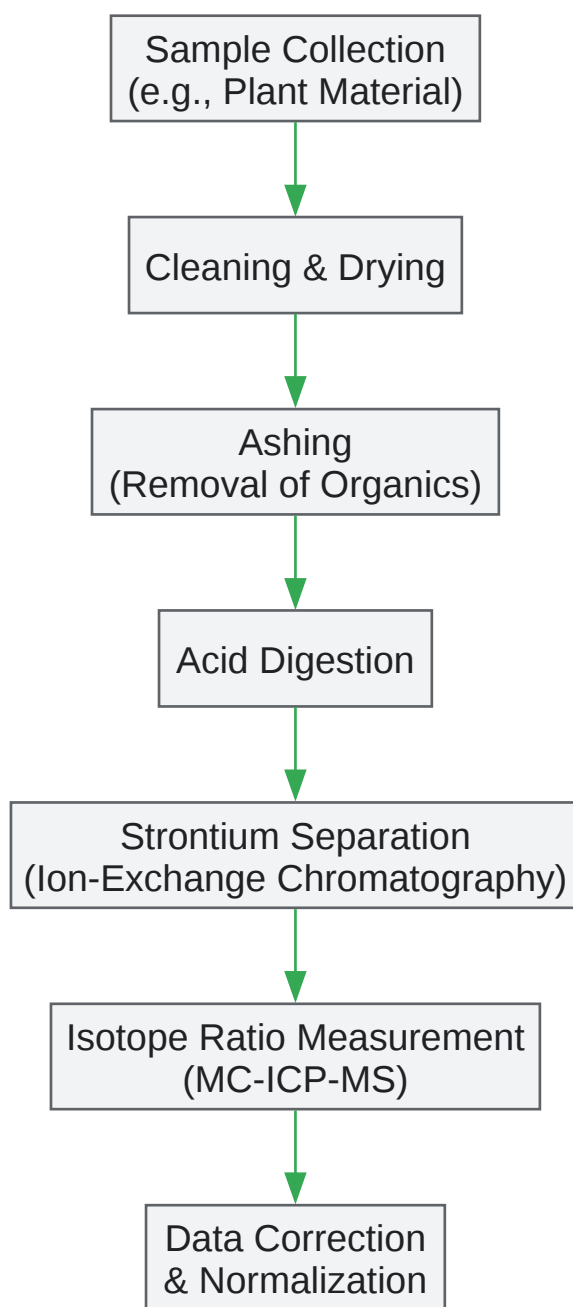 Sample Collection
(e.g., Plant Material)
Cleaning & Drying
Ashing
(Removal of Organics)
Acid Digestion
Strontium Separation
(Ion-Exchange Chromatography)
Isotope Ratio Measurement
(MC-ICP-MS)
Data Correction
& Normalization